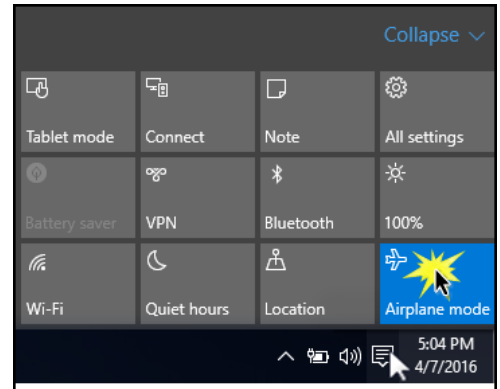 Collapse
Tablet mode Connect Note All settings
Battery saver VPN Bluetooth 100%
Wi-Fi Quiet hours Location Airplane mode
5:04 PM
4/7/2016